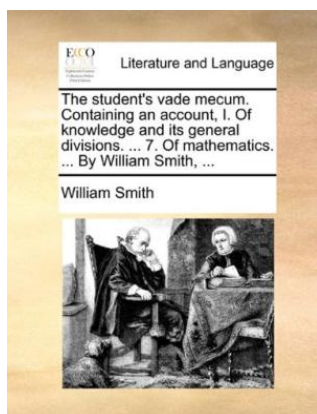 ECCO
Literature and Language
The student's vade mecum.
Containing an account, I. Of
knowledge and its general
divisions. ... 7. Of mathematics.
... By William Smith, ...
William Smith